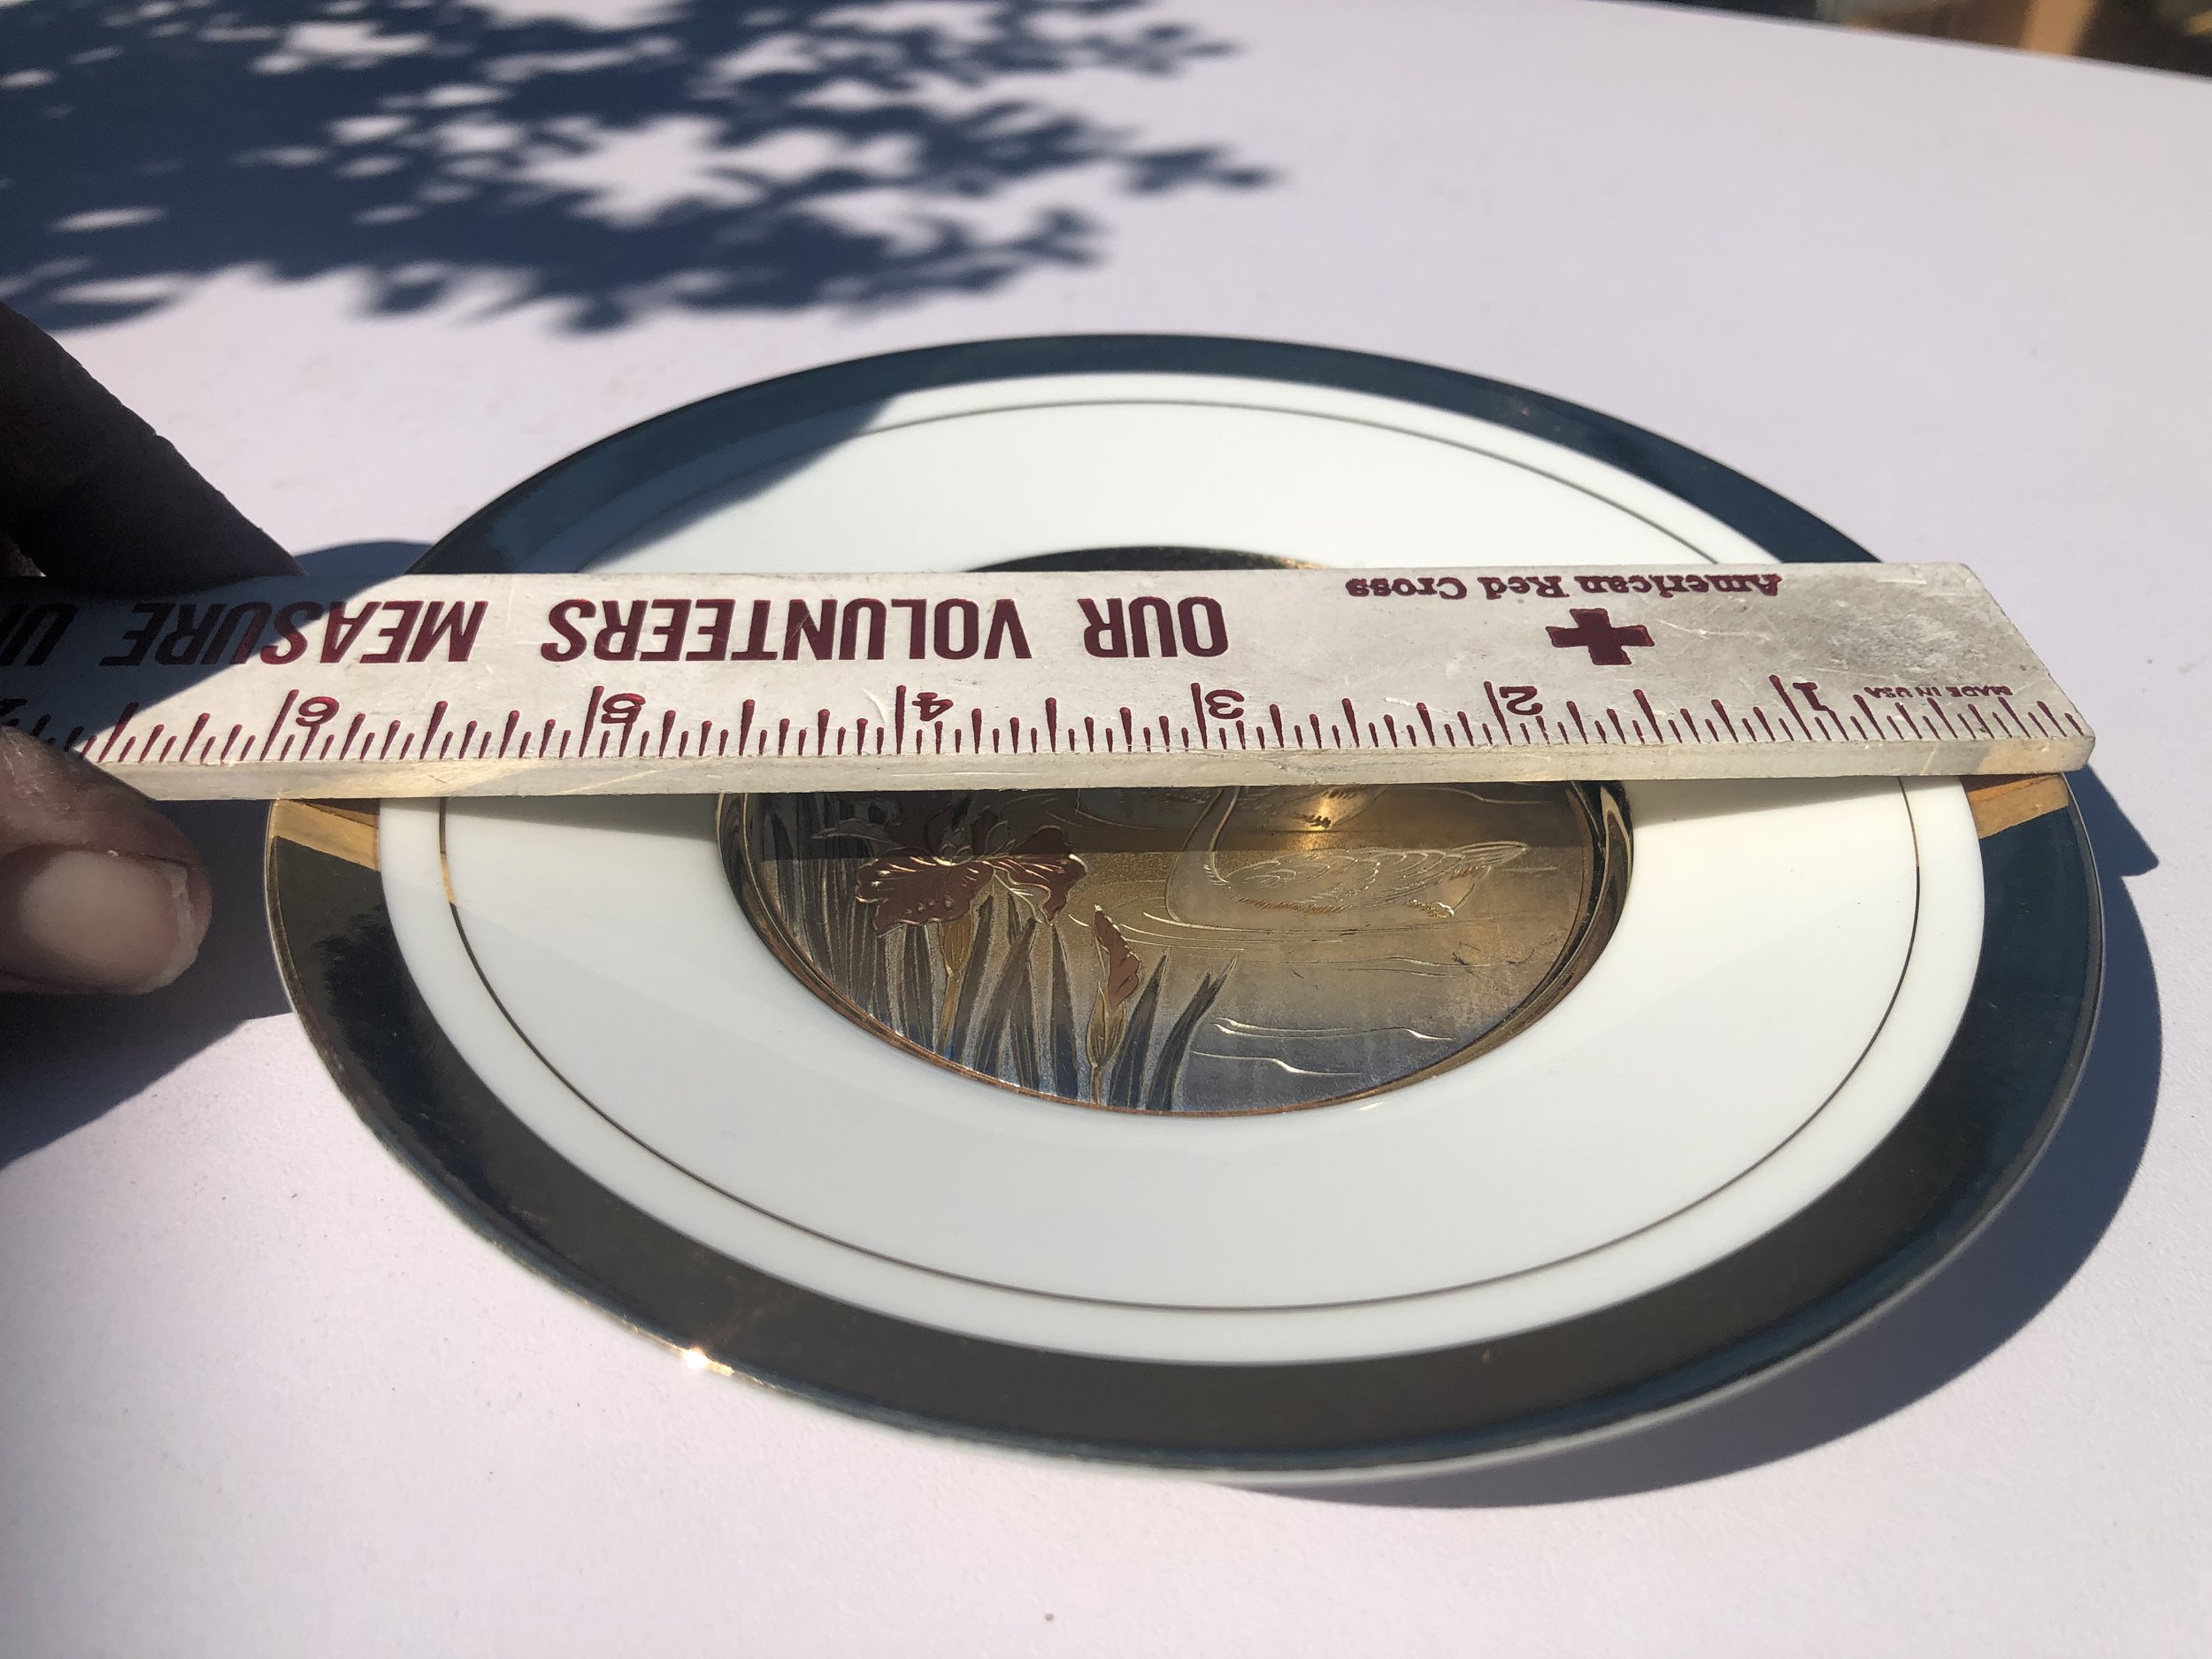 American Red Cross
OUR VOLUNTEERS MEASURE
MADE IN USA
1 2 3 4 5 6